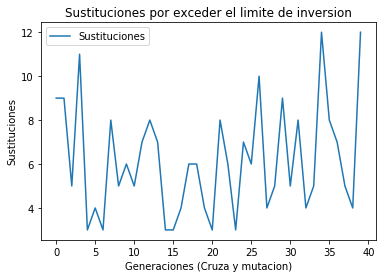 Sustituciones por exceder el limite de inversion
Sustituciones
12
10
8
6
4
Sustituciones
0 5 10 15 20 25 30 35 40
Generaciones (Cruza y mutacion)